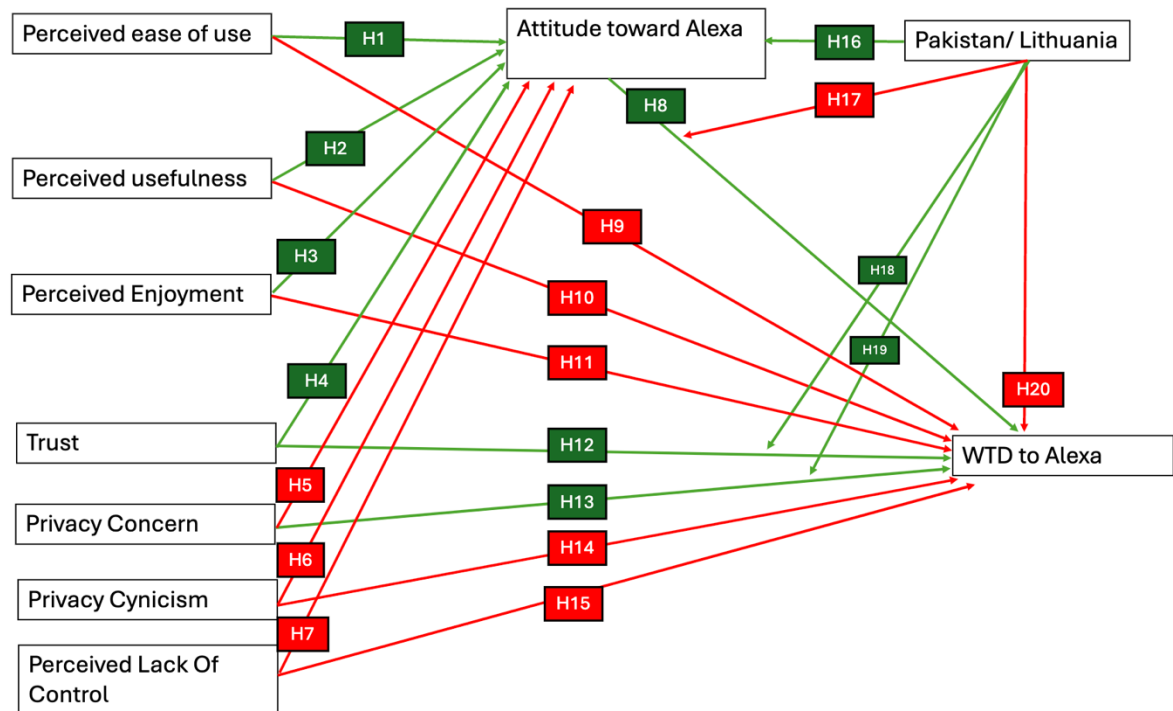 Perceived ease of use
H1
Attitude toward Alexa
H16
Pakistan/ Lithuania
H8
H17
H2
Perceived usefulness
H9
H3
H18
Perceived Enjoyment
H10
H19
H11
H4
H20
Trust
H12
WTD to Alexa
H5
Privacy Concern
H13
H6
H14
Privacy Cynicism
H15
H7
Perceived Lack Of
Control